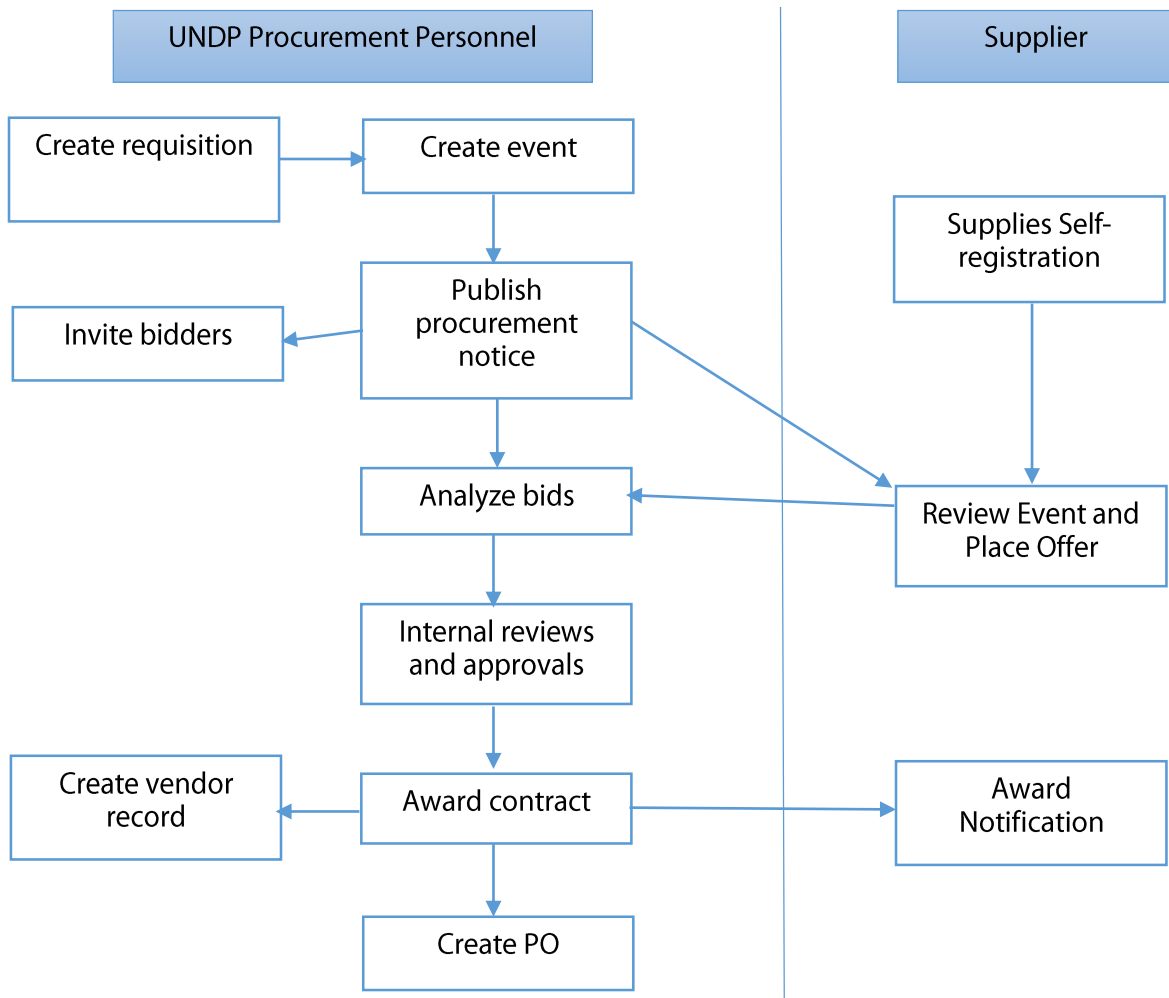 UNDP Procurement Personnel
Supplier
Create requisition
Create event
Supplies Self-
registration
Publish
procurement
notice
Invite bidders
Analyze bids
Review Event and
Place Offer
Internal reviews
and approvals
Create vendor
record
Award contract
Award
Notification
Create PO